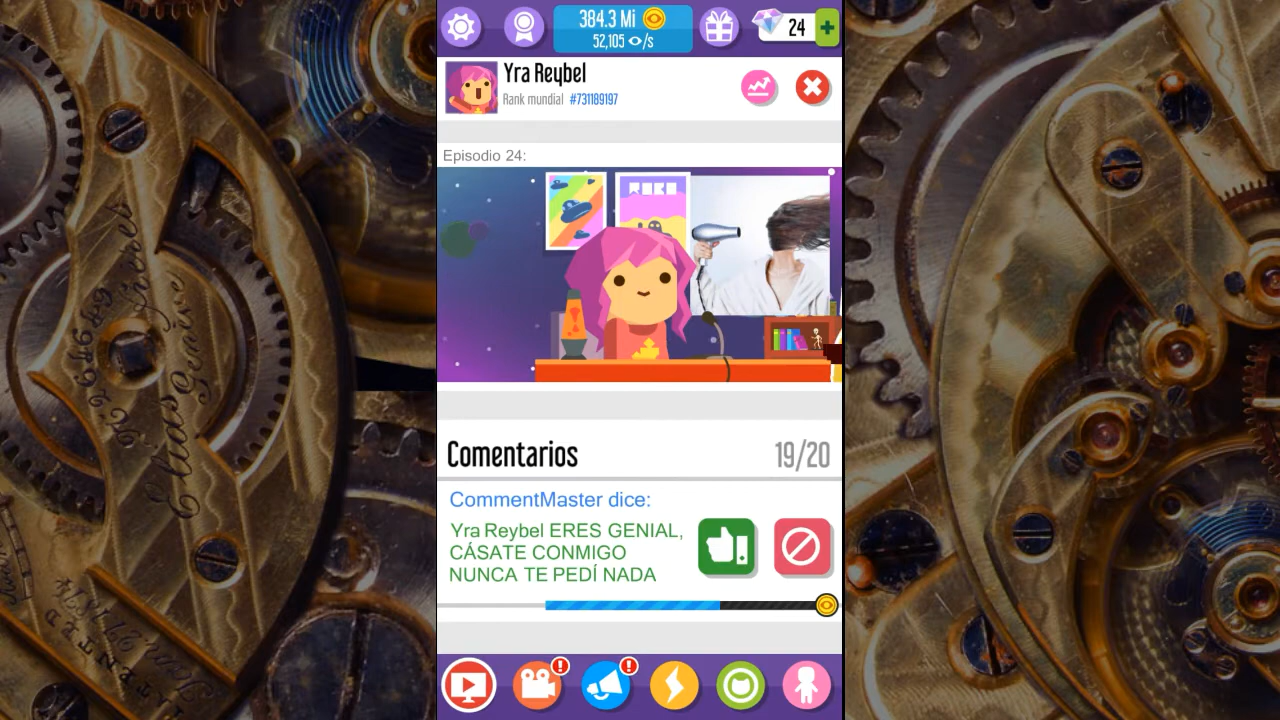 384.3 Mi
52,105 /s
24
Yra Reybel
Rank mundial #731189197
Episodio 24:
Comentarios
19/20
CommentMaster dice:
Yra Reybel ERES GENIAL,
CÁSATE CONMIGO
NUNCA TE PEDÍ NADA